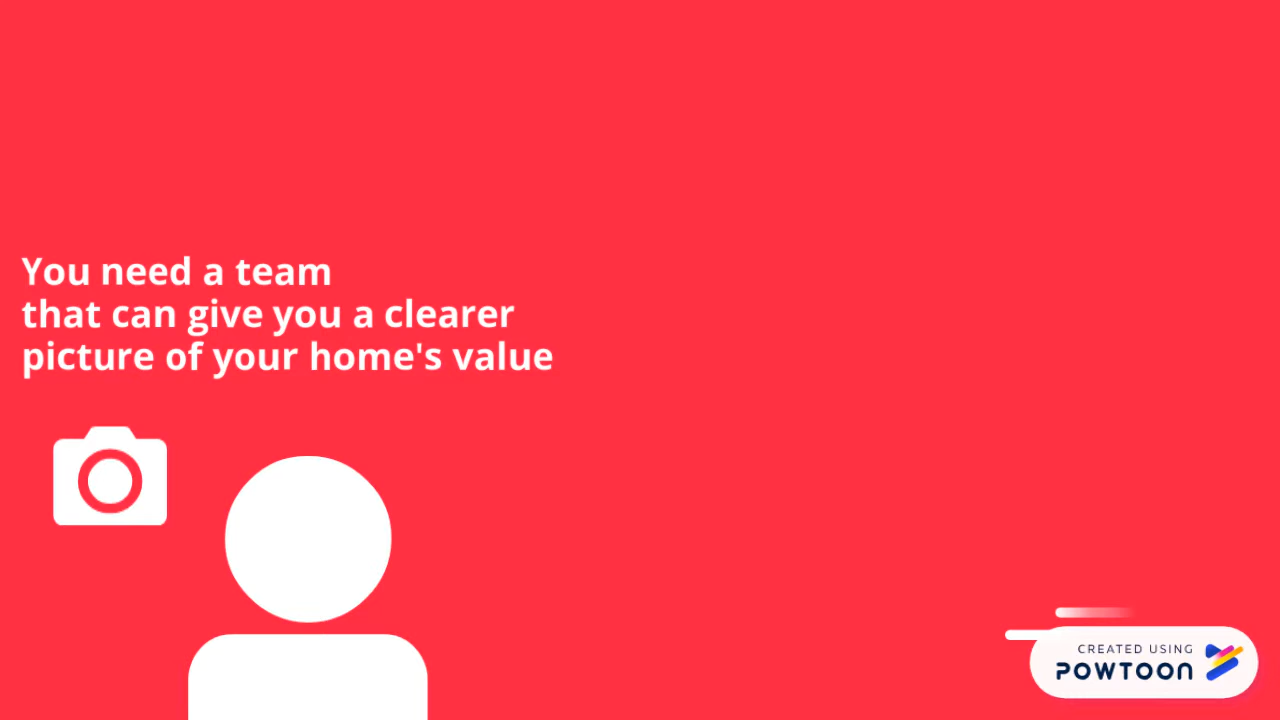 You need a team
that can give you a clearer
picture of your home's value
CREATED USING
POWTOON